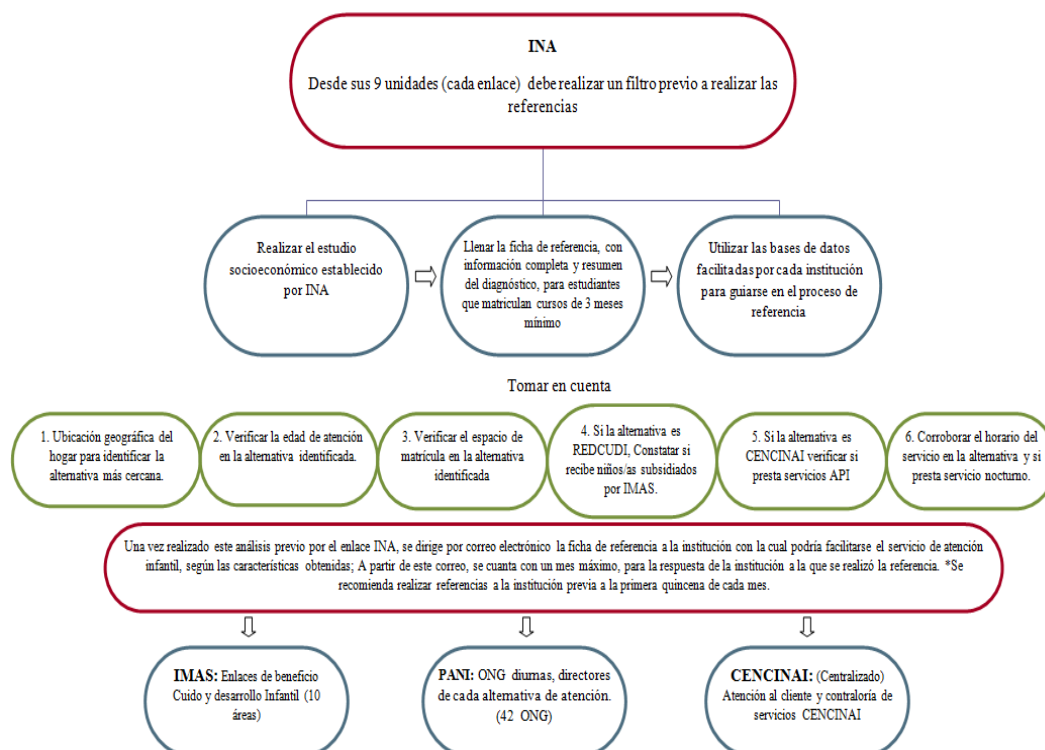 INA
Desde sus 9 unidades (cada enlace) debe realizar un filtro previo a realizar las
referencias
Realizar el estudio
socioeconómico establecido
por INA
Llenar la ficha de referencia, con
información completa y resumen
del diagnóstico, para estudiantes
que matriculan cursos de 3 meses
mínimo
Utilizar las bases de datos
facilitadas por cada institución
para guiarse en el proceso de
referencia
Tomar en cuenta
1. Ubicación geográfica del
hogar para identificar la
alternativa más cercana.
2. Verificar la edad de atención
en la alternativa identificada.
3. Verificar el espacio de
matrícula en la alternativa
identificada
4. Si la alternativa es
REDCUDI, Constatar si
recibe niños/as subsidiados
por IMAS.
5. Si la alternativa es
CENCINAI verificar si
presta servicios API
6. Corroborar el horario del
servicio en la alternativa y si
presta servicio nocturno.
Una vez realizado este análisis previo por el enlace INA, se dirige por correo electrónico la ficha de referencia a la institución con la cual podría facilitarse el servicio de atención
infantil, según las características obtenidas; A partir de este correo, se cuanta con un mes máximo, para la respuesta de la institución a la que se realizó la referencia. *Se
recomienda realizar referencias a la institución previa a la primera quincena de cada mes.
IMAS: Enlaces de beneficio
Cuido y desarrollo Infantil (10
áreas)
PANI: ONG diurnas, directores
de cada alternativa de atención.
(42 ONG)
CENCINAI: (Centralizado)
Atención al cliente y contraloría de
servicios CENCINAI